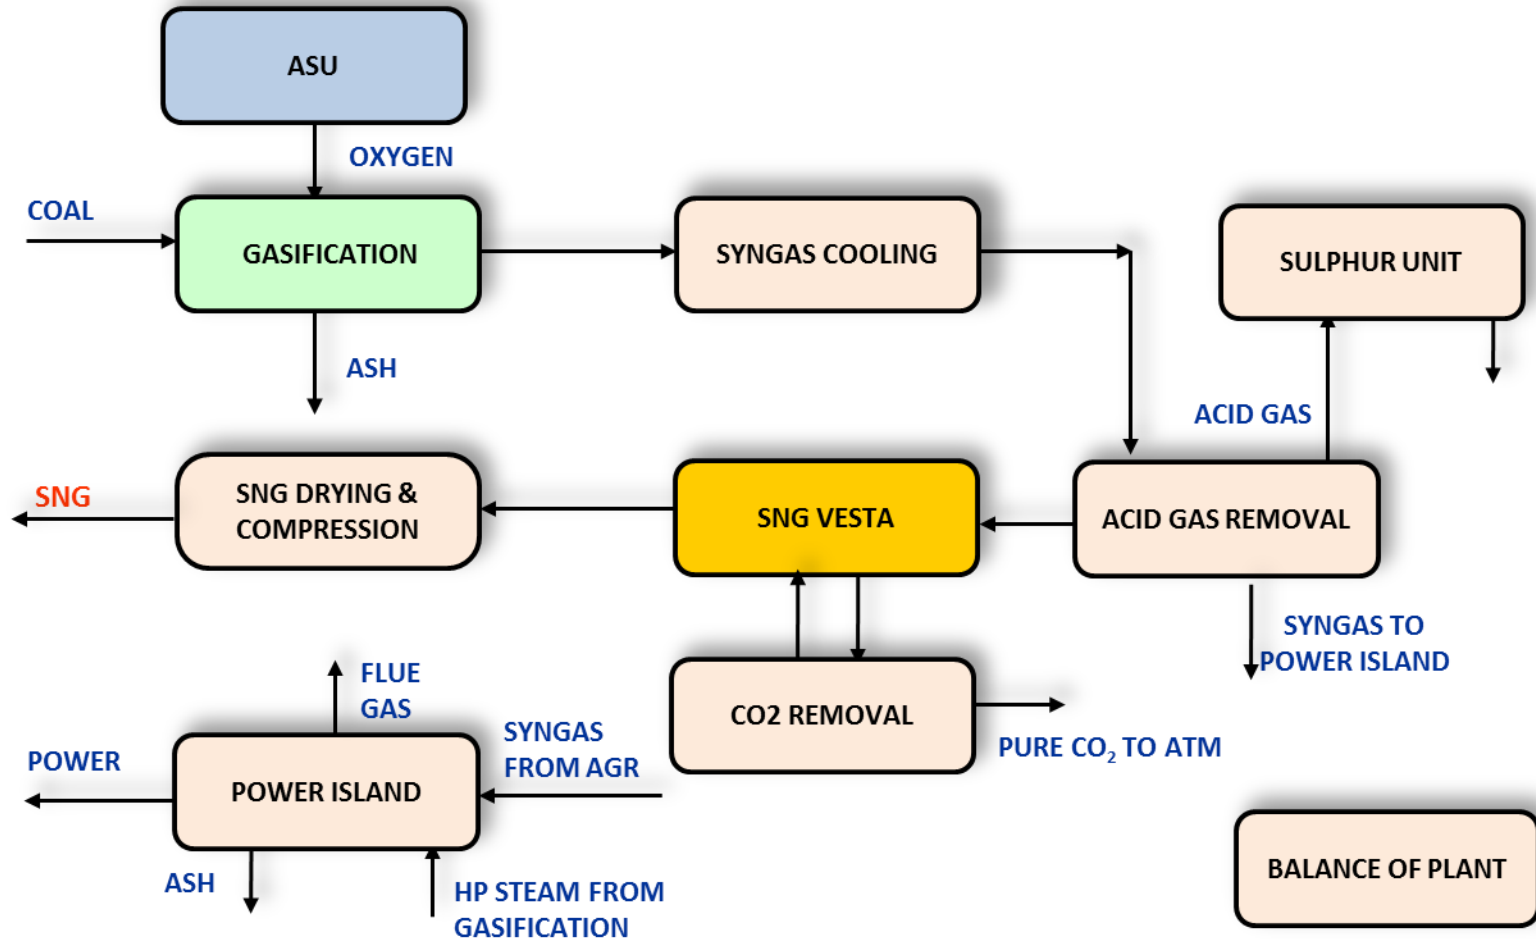 ASU
OXYGEN
COAL
GASIFICATION
SYNGAS COOLING
SULPHUR UNIT
ASH
ACID GAS
SNG
SNG DRYING &
COMPRESSION
SNG VESTA
ACID GAS REMOVAL
SYNGAS TO
POWER ISLAND
FLUE
GAS
CO2 REMOVAL
PURE CO₂ TO ATM
SYNGAS
FROM AGR
POWER
POWER ISLAND
ASH
HP STEAM FROM
GASIFICATION
BALANCE OF PLANT